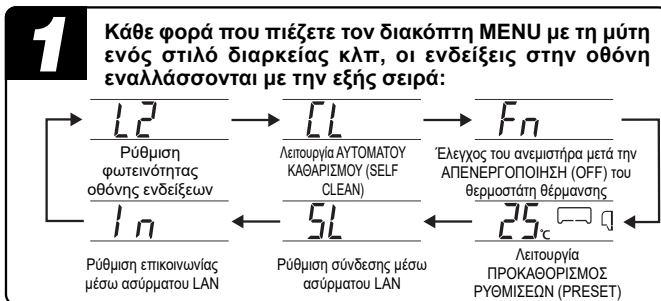 1
Κάθε φορά που πιέζετε τον διακόπτη MENU με τη μύτη
ενός στιλό διαρκείας κλπ, οι ενδείξεις στην οθόνη
εναλλάσσονται με την εξής σειρά:
L2
CL
Fn
Ρύθμιση
φωτεινότητας
οθόνης ενδείξεων
Λειτουργία ΑΥΤΟΜΑΤΟΥ
ΚΑΘΑΡΙΣΜΟΥ (SELF
CLEAN)
Έλεγχος του ανεμιστήρα μετά την
ΑΠΕΝΕΡΓΟΠΟΙΗΣΗ (OFF) του
θερμοστάτη θέρμανσης
In
SL
25°C
Ρύθμιση επικοινωνίας
μέσω ασύρματου LAN
Ρύθμιση σύνδεσης μέσω
ασύρματου LAN
Λειτουργία
ΠΡΟΚΑΘΟΡΙΣΜΟΣ
ΡΥΘΜΙΣΕΩΝ (PRESET)